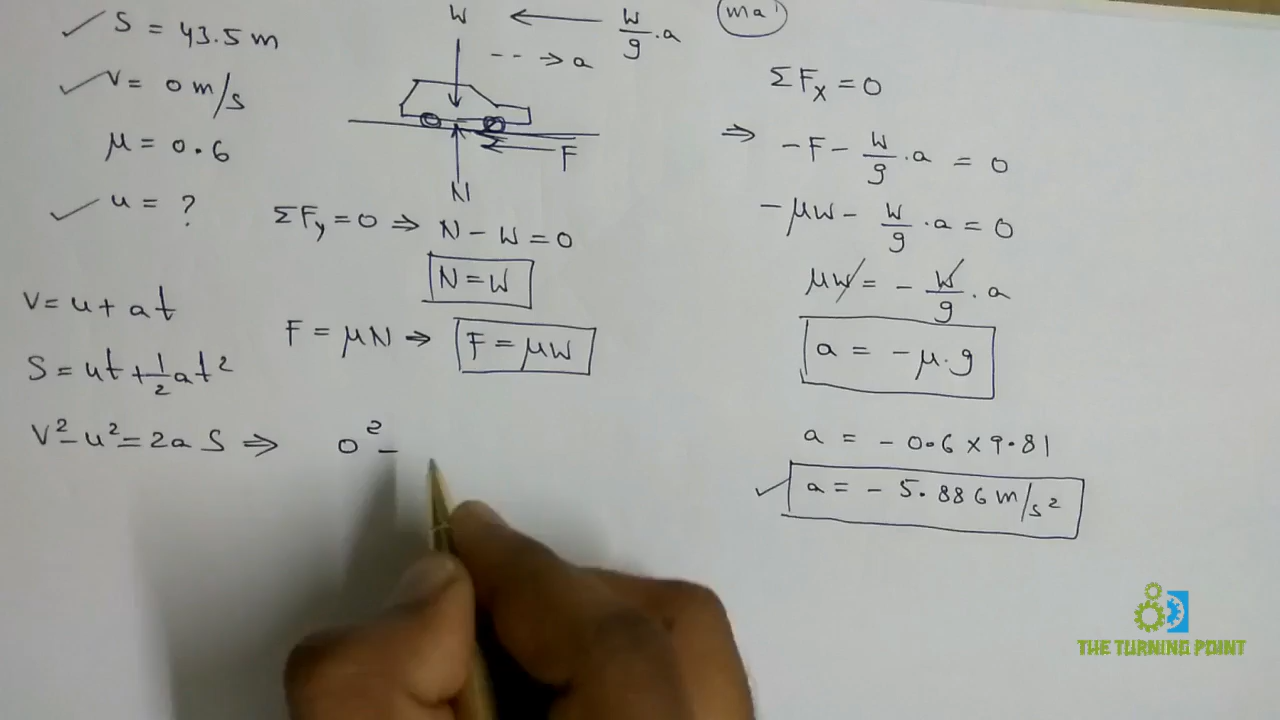 S = 43.5 m
V = 0 m/s
μ = 0.6
u = ?
W
W/g .a
-- → a
F
N
ma
ΣFy = 0 ⇒ N - W = 0
N = W
F = μN ⇒ F = μW
V = u + at
S = ut + 1/2 at²
V² - u² = 2a S ⇒ 0² -
ΣFx = 0
⇒ -F - W/g .a = 0
-μW - W/g .a = 0
μW = - W/g .a
a = -μ.g
a = - 0.6 × 9.81
a = - 5.886 m/s²
THE TURNING POINT